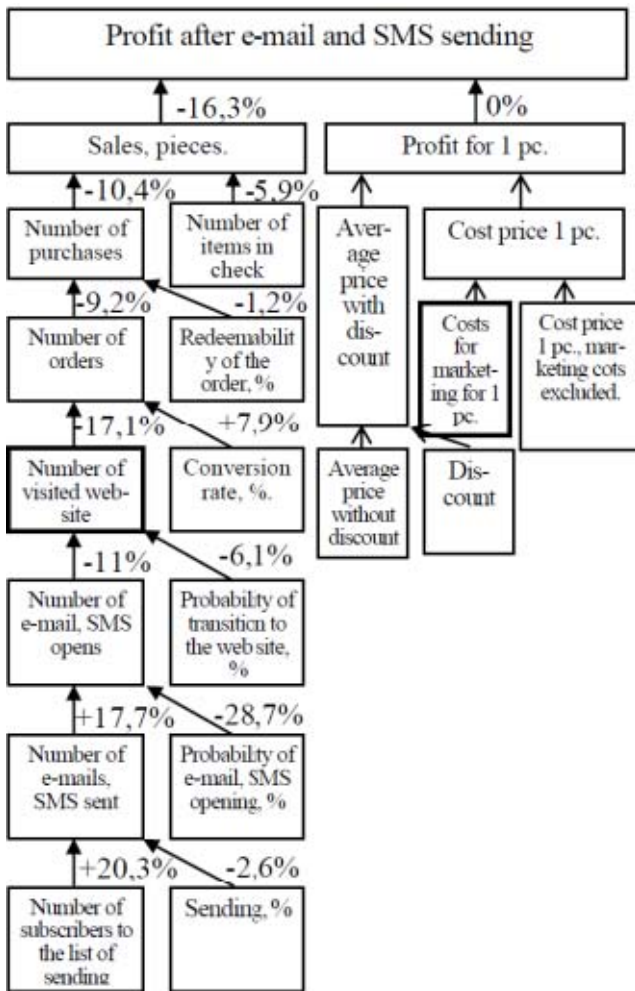 Profit after e-mail and SMS sending
-16,3%
0%
Sales, pieces.
Profit for 1 pc.
-10,4%
-5,9%
Number of
purchases
Number of
items in
check
Aver-
age
price
with
dis-
count
Cost price 1 pc.
-9,2%
-1,2%
Number of
orders
Redeemabilit
y of the
order, %
Costs
for
market-
ing for 1
pc.
Cost price
1 pc., mar-
keting cots
excluded.
-17,1%
+7,9%
Number of
visited web-
site
Conversion
rate, %.
Average
price
without
discount
Dis-
count
-11%
-6,1%
Number of
e-mail, SMS
opens
Probability of
transition to
the web site,
%
+17,7%
-28,7%
Number of
e-mails,
SMS sent
Probability of
e-mail, SMS
opening, %
+20,3%
-2,6%
Number of
subscribers to
the list of
sending
Sending, %